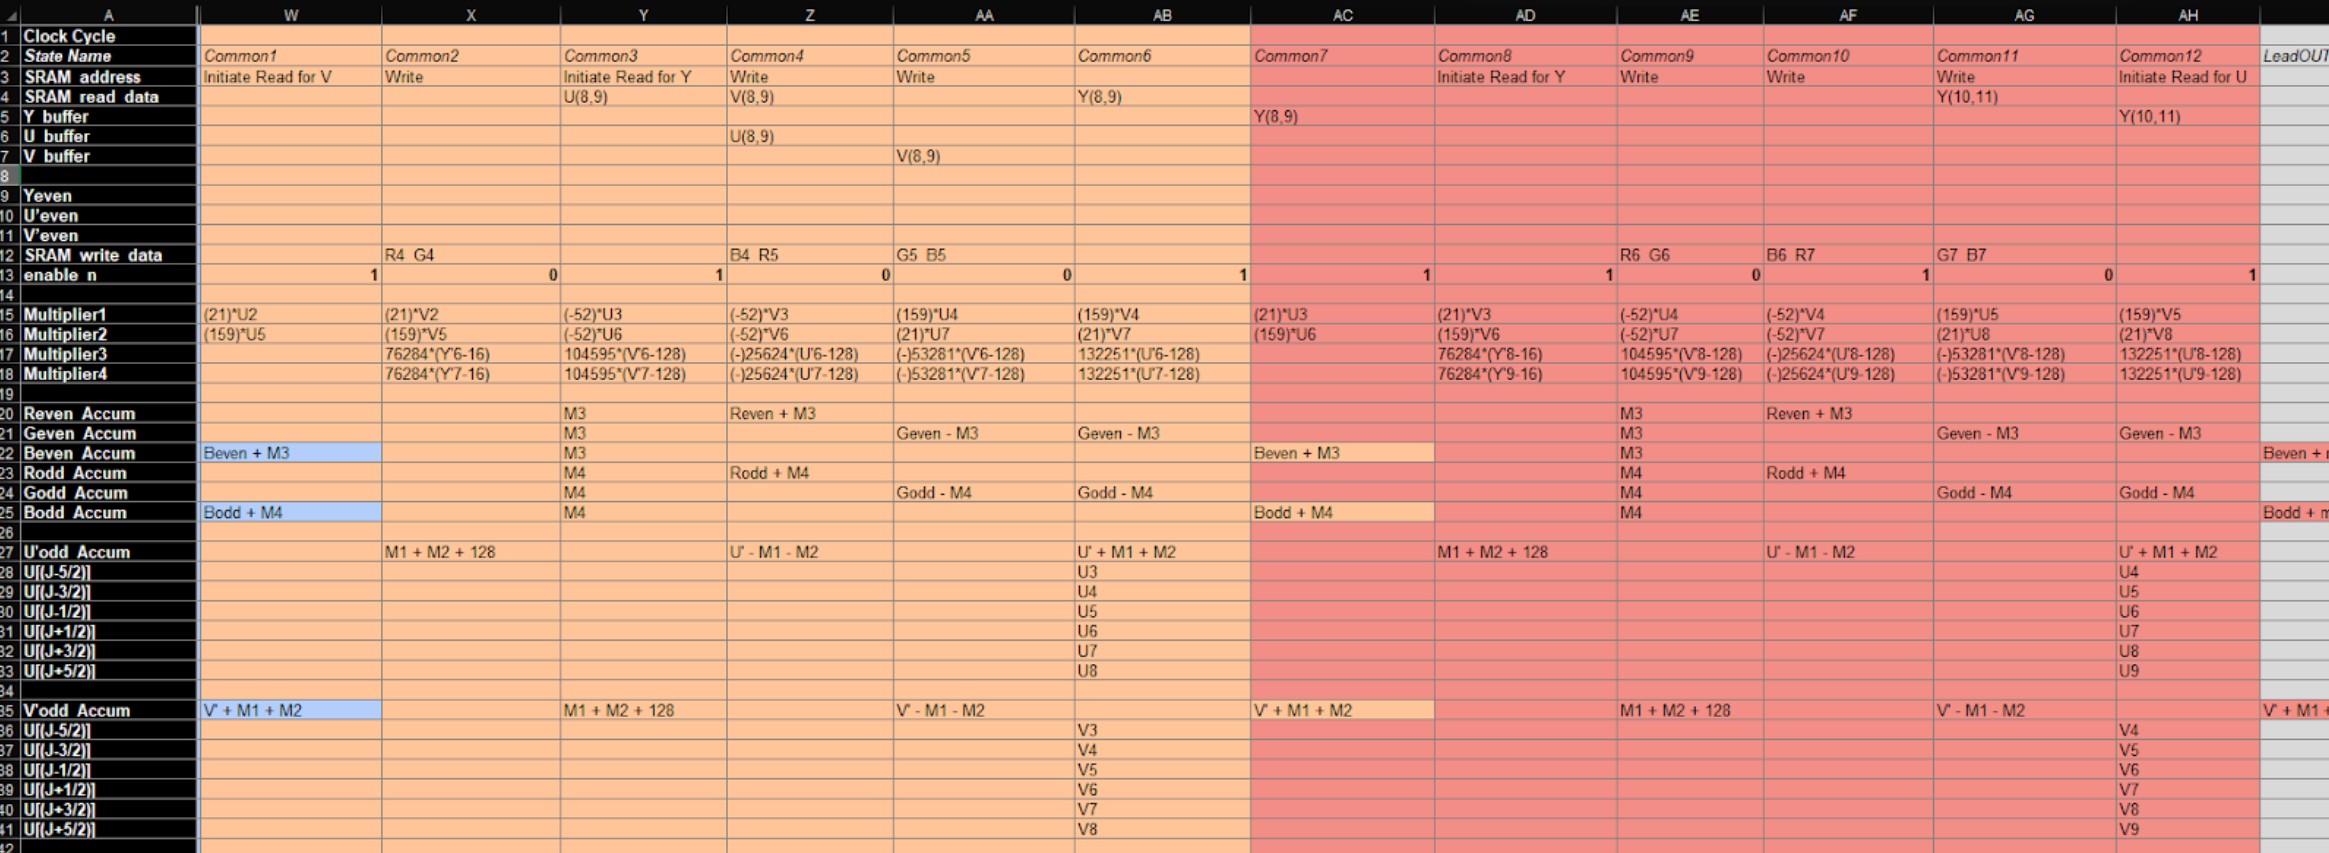 A W X Y Z AA AB AC AD AE AF AG AH
1 Clock Cycle
2 State Name Common1 Common2 Common3 Common4 Common5 Common6 Common7 Common8 Common9 Common10 Common11 Common12 LeadOUT
3 SRAM address Initiate Read for V Write Initiate Read for Y Write Write Initiate Read for Y Write Write Write Initiate Read for U
4 SRAM read data U(8,9) V(8,9) Y(8,9) Y(10,11)
5 Y buffer Y(8,9) Y(10,11)
6 U buffer U(8,9)
7 V buffer V(8,9)
8
9 Yeven
10 U'even
11 V'even
12 SRAM write data R4 G4 B4 R5 G5 B5 R6 G6 B6 R7 G7 B7
13 enable n 1 0 1 0 0 1 1 1 0 1 0 1
14
15 Multiplier1 (21)*U2 (21)*V2 (-52)*U3 (-52)*V3 (159)*U4 (159)*V4 (21)*U3 (21)*V3 (-52)*U4 (-52)*V4 (159)*U5 (159)*V5
16 Multiplier2 (159)*U5 (159)*V5 (-52)*U6 (-52)*V6 (21)*U7 (21)*V7 (159)*U6 (159)*V6 (-52)*U7 (-52)*V7 (21)*U8 (21)*V8
17 Multiplier3 76284*(Y'6-16) 104595*(V'6-128) (-)25624*(U'6-128) (-)53281*(V'6-128) 132251*(U'6-128) 76284*(Y'8-16) 104595*(V'8-128) (-)25624*(U'8-128) (-)53281*(V'8-128) 132251*(U'8-128)
18 Multiplier4 76284*(Y'7-16) 104595*(V'7-128) (-)25624*(U'7-128) (-)53281*(V'7-128) 132251*(U'7-128) 76284*(Y'9-16) 104595*(V'9-128) (-)25624*(U'9-128) (-)53281*(V'9-128) 132251*(U'9-128)
19
20 Reven Accum M3 Reven + M3 M3 Reven + M3
21 Geven Accum M3 Geven - M3 Geven - M3 M3 Geven - M3 Geven - M3
22 Beven Accum Beven + M3 M3 Beven + M3 M3 Beven +
23 Rodd Accum M4 Rodd + M4 M4 Rodd + M4
24 Godd Accum M4 Godd - M4 Godd - M4 M4 Godd - M4 Godd - M4
25 Bodd Accum Bodd + M4 M4 Bodd + M4 M4 Bodd +
26
27 U'odd Accum M1 + M2 + 128 U' - M1 - M2 U' + M1 + M2 M1 + M2 + 128 U' - M1 - M2 U' + M1 + M2
28 U[(J-5/2)] U3 U4
29 U[(J-3/2)] U4 U5
30 U[(J-1/2)] U5 U6
31 U[(J+1/2)] U6 U7
32 U[(J+3/2)] U7 U8
33 U[(J+5/2)] U8 U9
34
35 V'odd Accum V' + M1 + M2 M1 + M2 + 128 V' - M1 - M2 V' + M1 + M2 M1 + M2 + 128 V' - M1 - M2 V' + M1 +
36 U[(J-5/2)] V3 V4
37 U[(J-3/2)] V4 V5
38 U[(J-1/2)] V5 V6
39 U[(J+1/2)] V6 V7
40 U[(J+3/2)] V7 V8
41 U[(J+5/2)] V8 V9
42